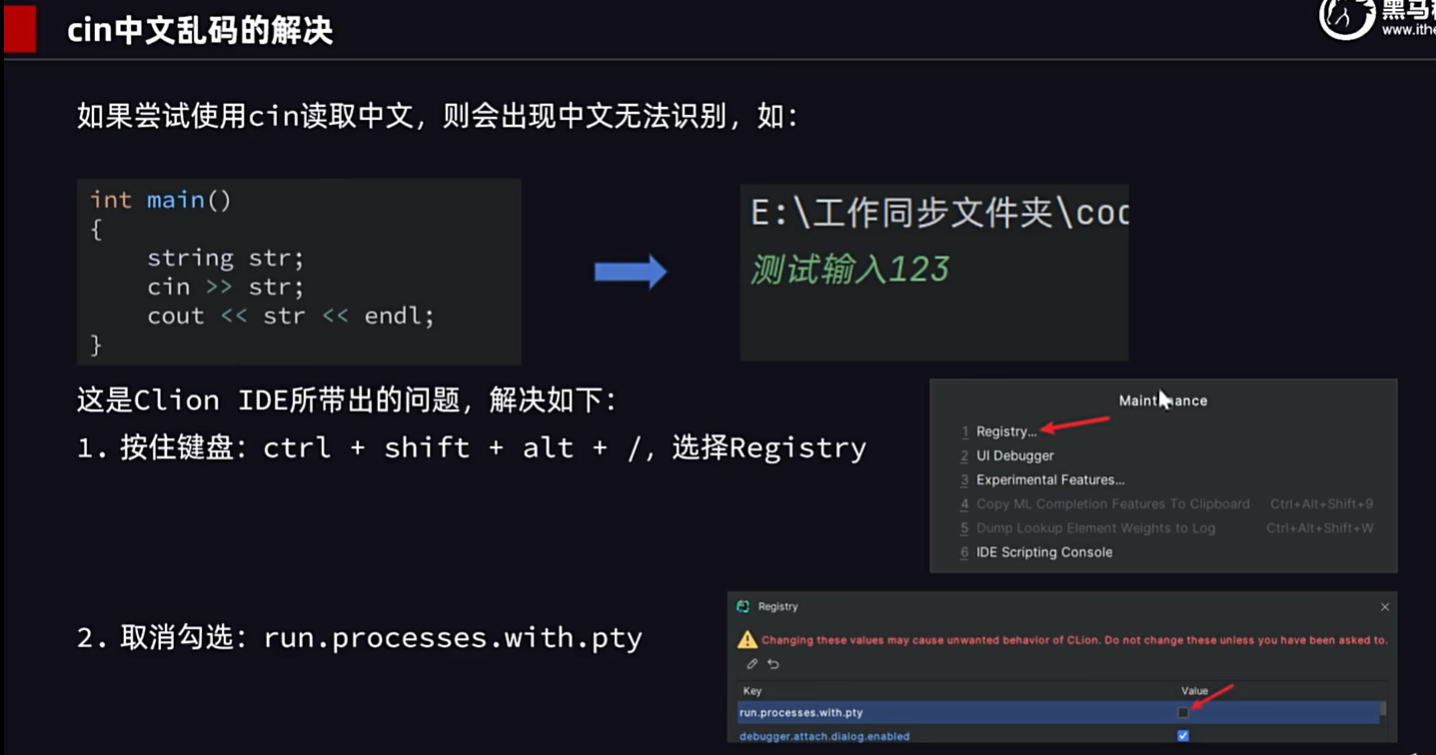 cin中文乱码的解决
黑马
www.ithe
如果尝试使用cin读取中文，则会出现中文无法识别，如：
int main()
{
string str;
cin >> str;
cout << str << endl;
}
E:\工作同步文件夹\cod
测试输入123
这是Clion IDE所带出的问题，解决如下：
1. 按住键盘：ctrl + shift + alt + /，选择Registry
Maintenance
1 Registry...
2 UI Debugger
3 Experimental Features...
4 Copy ML Completion Features To Clipboard Ctrl+Alt+Shift+9
5 Dump Lookup Element Weights to Log Ctrl+Alt+Shift+W
6 IDE Scripting Console
2. 取消勾选：run.processes.with.pty
Registry
Changing these values may cause unwanted behavior of CLion. Do not change these unless you have been asked to.
Key Value
run.processes.with.pty
debugger.attach.dialog.enabled